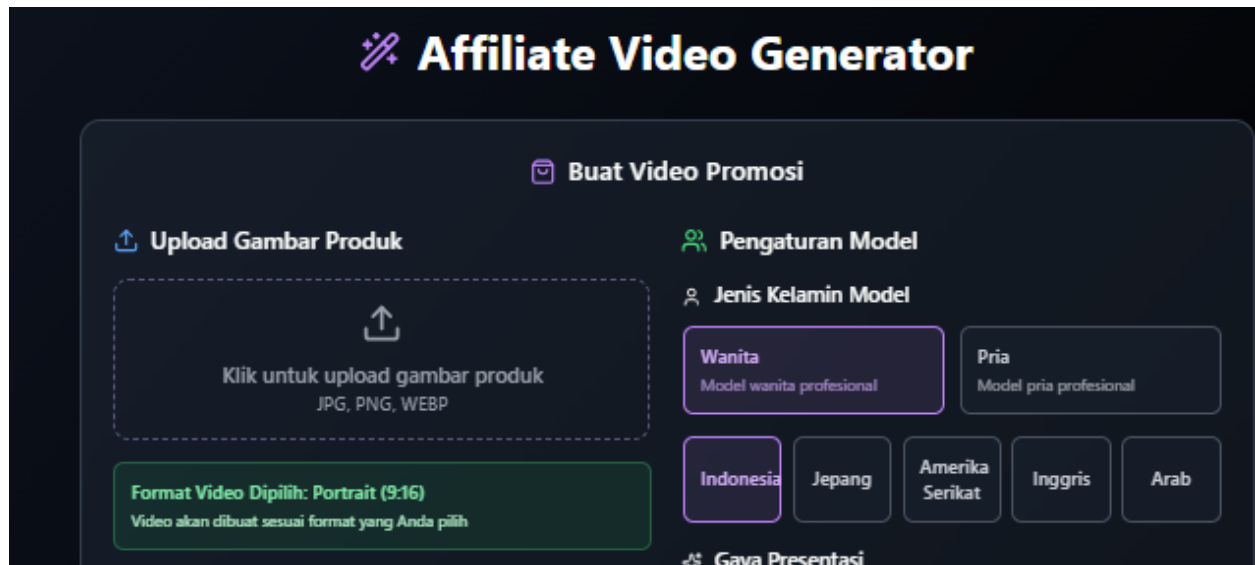 Affiliate Video Generator
Buat Video Promosi
Upload Gambar Produk
Klik untuk upload gambar produk
JPG, PNG, WEBP
Format Video Dipilih: Portrait (9:16)
Video akan dibuat sesuai format yang Anda pilih
Pengaturan Model
Jenis Kelamin Model
Wanita
Model wanita profesional
Pria
Model pria profesional
Indonesia
Jepang
Amerika
Serikat
Inggris
Arab
Gaya Presentasi